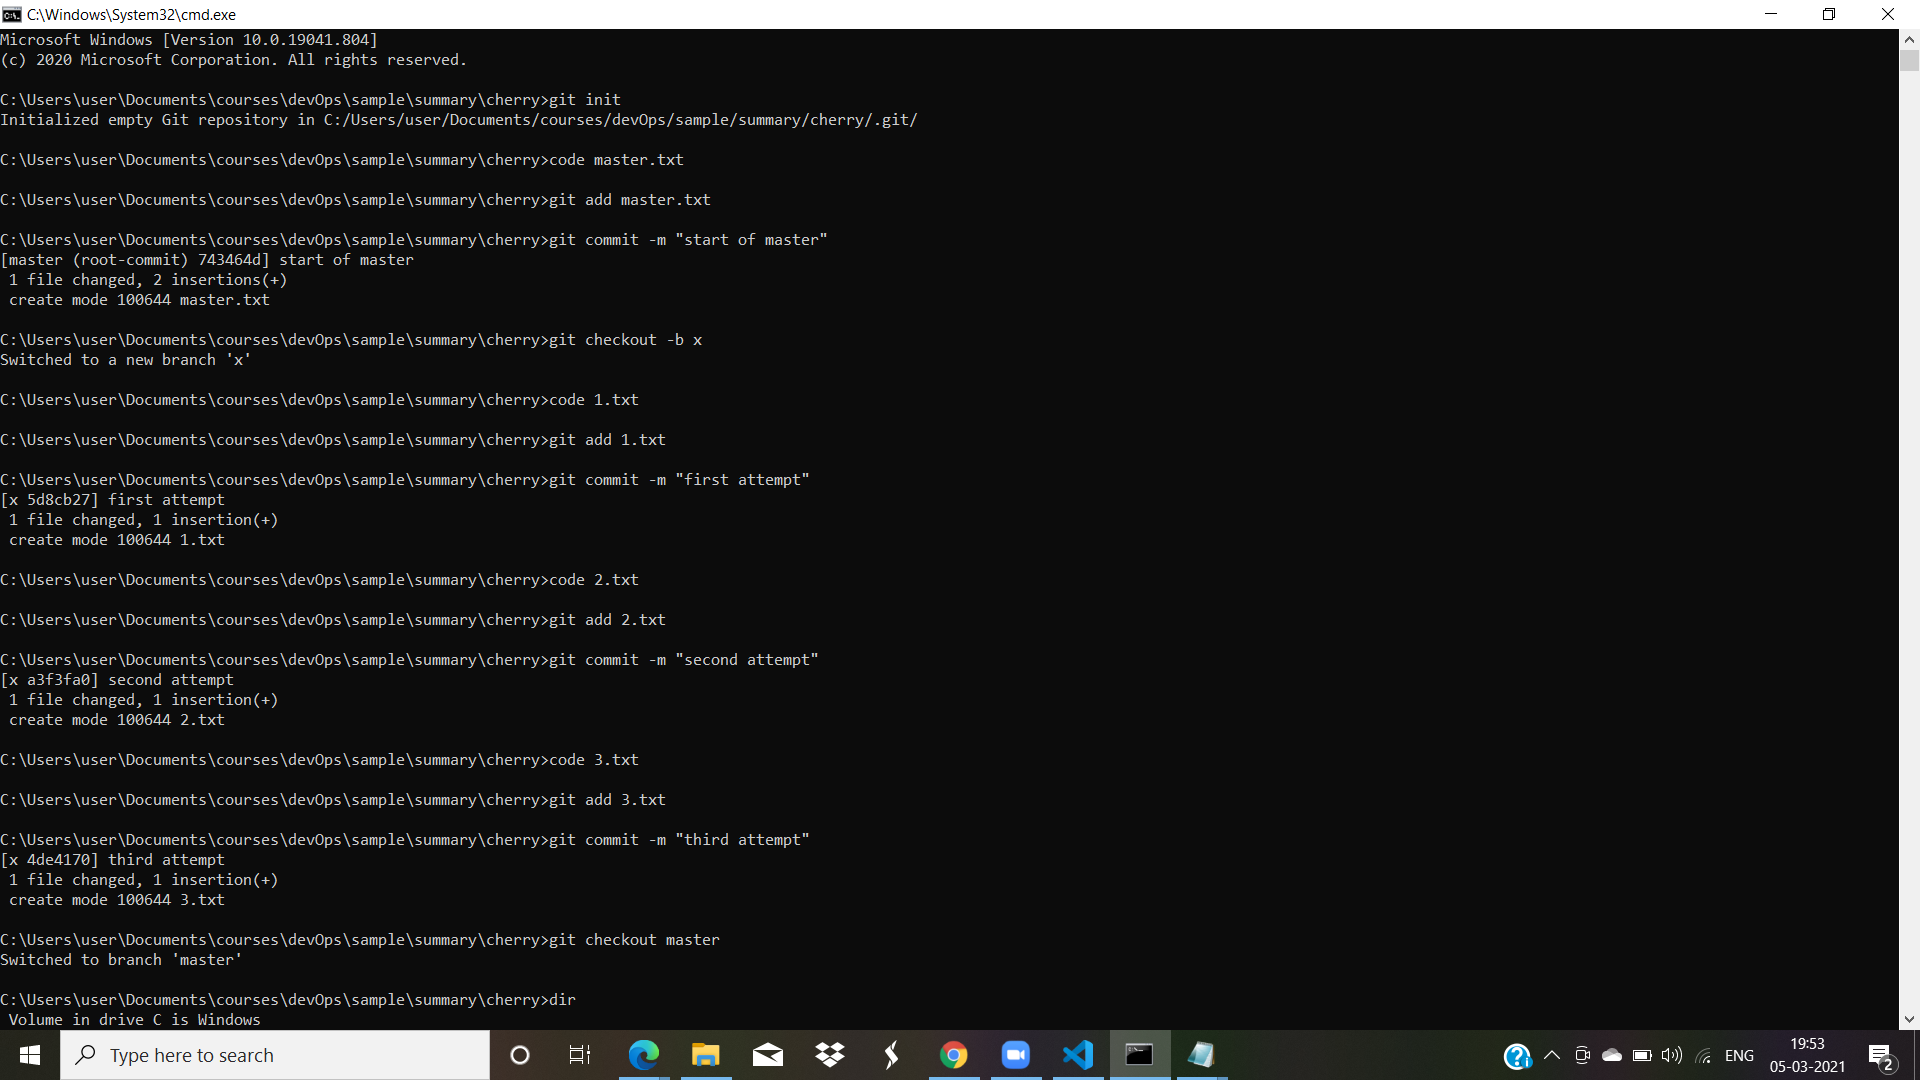 C:\Windows\System32\cmd.exe
Microsoft Windows [Version 10.0.19041.804]
(c) 2020 Microsoft Corporation. All rights reserved.
C:\Users\user\Documents\courses\devOps\sample\summary\cherry>git init
Initialized empty Git repository in C:/Users/user/Documents/courses/devOps/sample/summary/cherry/.git/
C:\Users\user\Documents\courses\devOps\sample\summary\cherry>code master.txt
C:\Users\user\Documents\courses\devOps\sample\summary\cherry>git add master.txt
C:\Users\user\Documents\courses\devOps\sample\summary\cherry>git commit -m "start of master"
[master (root-commit) 743464d] start of master
 1 file changed, 2 insertions(+)
 create mode 100644 master.txt
C:\Users\user\Documents\courses\devOps\sample\summary\cherry>git checkout -b x
Switched to a new branch 'x'
C:\Users\user\Documents\courses\devOps\sample\summary\cherry>code 1.txt
C:\Users\user\Documents\courses\devOps\sample\summary\cherry>git add 1.txt
C:\Users\user\Documents\courses\devOps\sample\summary\cherry>git commit -m "first attempt"
[x 5d8cb27] first attempt
 1 file changed, 1 insertion(+)
 create mode 100644 1.txt
C:\Users\user\Documents\courses\devOps\sample\summary\cherry>code 2.txt
C:\Users\user\Documents\courses\devOps\sample\summary\cherry>git add 2.txt
C:\Users\user\Documents\courses\devOps\sample\summary\cherry>git commit -m "second attempt"
[x a3f3fa0] second attempt
 1 file changed, 1 insertion(+)
 create mode 100644 2.txt
C:\Users\user\Documents\courses\devOps\sample\summary\cherry>code 3.txt
C:\Users\user\Documents\courses\devOps\sample\summary\cherry>git add 3.txt
C:\Users\user\Documents\courses\devOps\sample\summary\cherry>git commit -m "third attempt"
[x 4de4170] third attempt
 1 file changed, 1 insertion(+)
 create mode 100644 3.txt
C:\Users\user\Documents\courses\devOps\sample\summary\cherry>git checkout master
Switched to branch 'master'
C:\Users\user\Documents\courses\devOps\sample\summary\cherry>dir
 Volume in drive C is Windows
Type here to search
ENG
19:53
05-03-2021
2